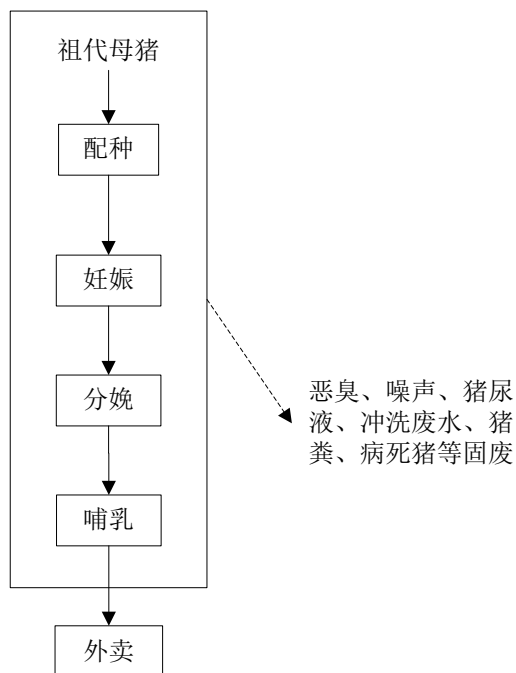 祖代母猪
配种
妊娠
分娩
哺乳
外卖
恶臭、噪声、猪尿
液、冲洗废水、猪
粪、病死猪等固废